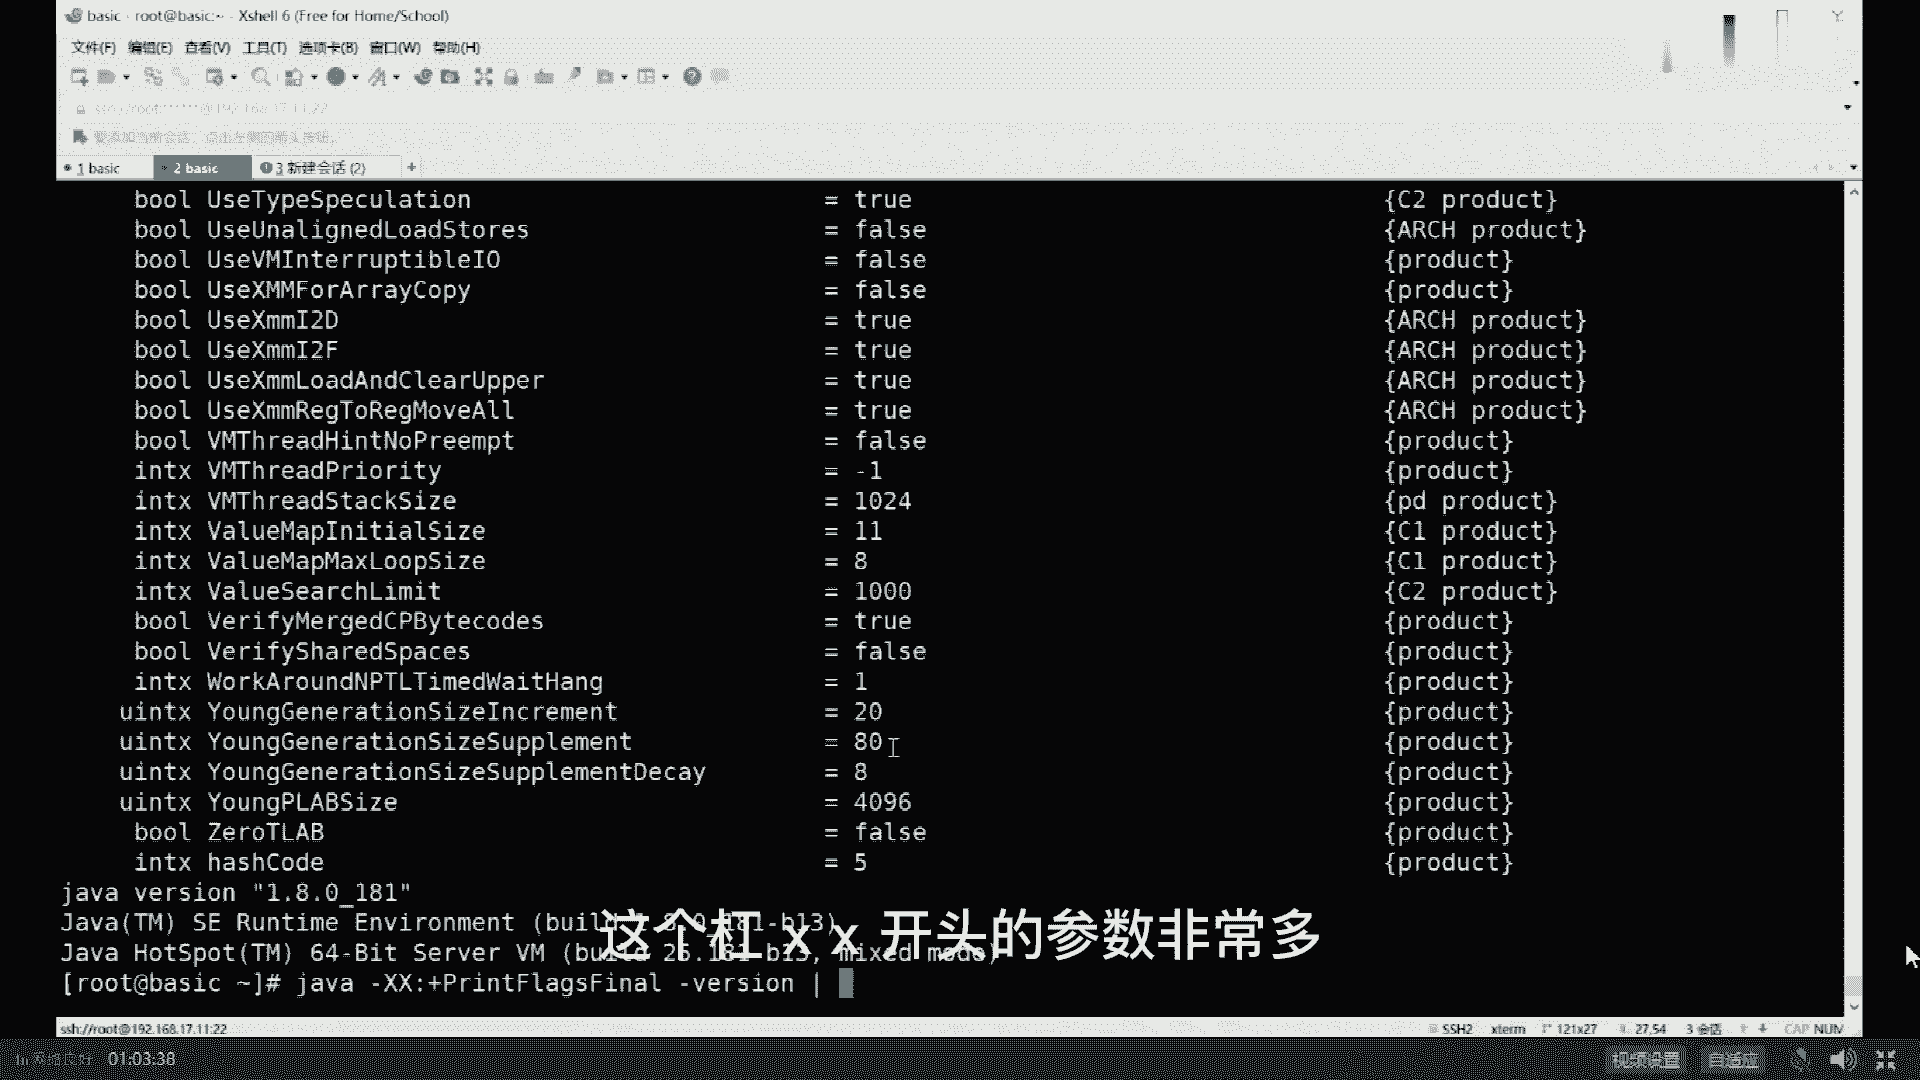 basic - root@basic:~ - Xshell 6 (Free for Home/School)
文件(F) 编辑(E) 查看(V) 工具(T) 选项卡(B) 窗口(W) 帮助(H)
ssh://root:******@192.168.17.11:22
要添加当前会话，点击左侧的箭头按钮。
1 basic 2 basic 3 新建会话 (2) +
bool UseTypeSpeculation = true {C2 product}
bool UseUnalignedLoadStores = false {ARCH product}
bool UseVMInterruptibleIO = false {product}
bool UseXMMForArrayCopy = false {product}
bool UseXmmI2D = true {ARCH product}
bool UseXmmI2F = true {ARCH product}
bool UseXmmLoadAndClearUpper = true {ARCH product}
bool UseXmmRegToRegMoveAll = true {ARCH product}
bool VMThreadHintNoPreempt = false {product}
intx VMThreadPriority = -1 {product}
intx VMThreadStackSize = 1024 {pd product}
intx ValueMapInitialSize = 11 {C1 product}
intx ValueMapMaxLoopSize = 8 {C1 product}
intx ValueSearchLimit = 1000 {C2 product}
bool VerifyMergedCPBytecodes = true {product}
bool VerifySharedSpaces = false {product}
intx WorkAroundNPTLTimedWaitHang = 1 {product}
uintx YoungGenerationSizeIncrement = 20 {product}
uintx YoungGenerationSizeSupplement = 80 {product}
uintx YoungGenerationSizeSupplementDecay = 8 {product}
uintx YoungPLABSize = 4096 {product}
bool ZeroTLAB = false {product}
intx hashCode = 5 {product}
java version "1.8.0_181"
Java(TM) SE Runtime Environment (build 1.8.0_181-b13)
Java HotSpot(TM) 64-Bit Server VM (build 25.181-b13, mixed mode)
这个杠 x x 开头的参数非常多
[root@basic ~]# java -XX:+PrintFlagsFinal -version |
ssh://root@192.168.17.11:22 SSH2 xterm 121x27 27,54 3 会话 CAP NUM
网络良好 01:03:38 视频设置 自适应